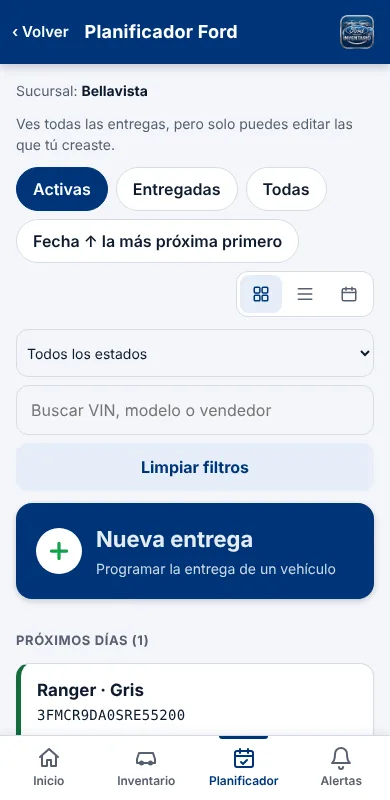 ‹ Volver Planificador Ford
Sucursal: Bellavista
Ves todas las entregas, pero solo puedes editar las
que tú creaste.
Activas Entregadas Todas
Fecha ↑ la más próxima primero
Todos los estados
Buscar VIN, modelo o vendedor
Limpiar filtros
Nueva entrega
Programar la entrega de un vehículo
PRÓXIMOS DÍAS (1)
Ranger · Gris
3FMCR9DA0SRE55200
Inicio Inventario Planificador Alertas